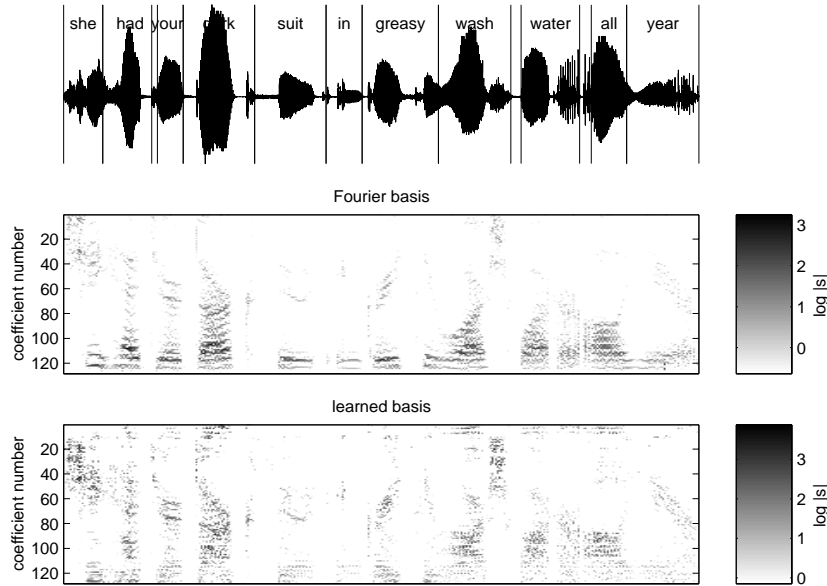 she had your suit in greasy wash water all year
Fourier basis
coefficient number
20
40
60
80
100
120
3
2
1
0
log |s|
learned basis
coefficient number
20
40
60
80
100
120
3
2
1
0
log |s|